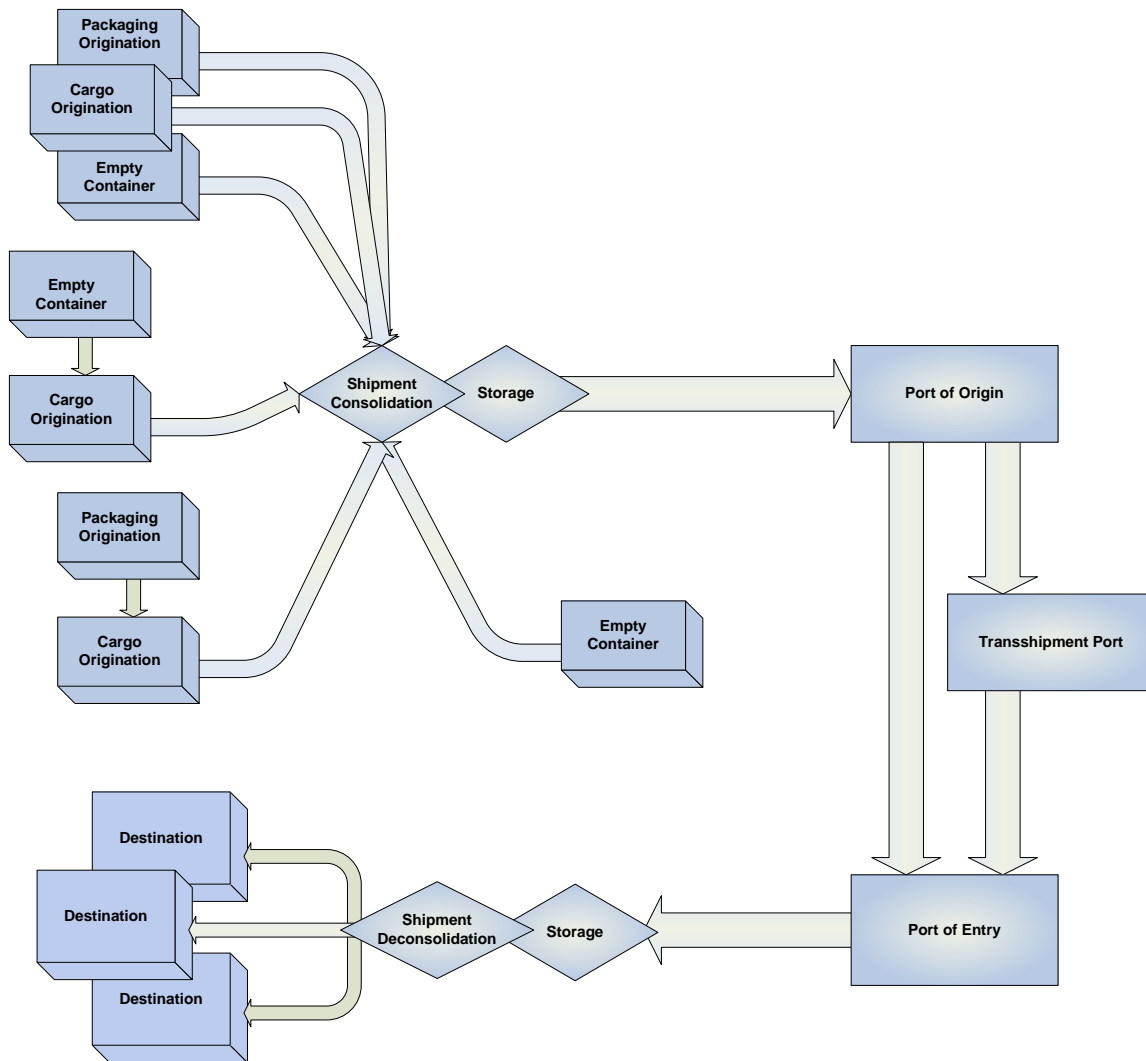 Packaging
Origination
Cargo
Origination
Empty
Container
Empty
Container
Cargo
Origination
Shipment
Consolidation
Storage
Port of Origin
Packaging
Origination
Cargo
Origination
Empty
Container
Transshipment Port
Destination
Destination
Destination
Shipment
Deconsolidation
Storage
Port of Entry